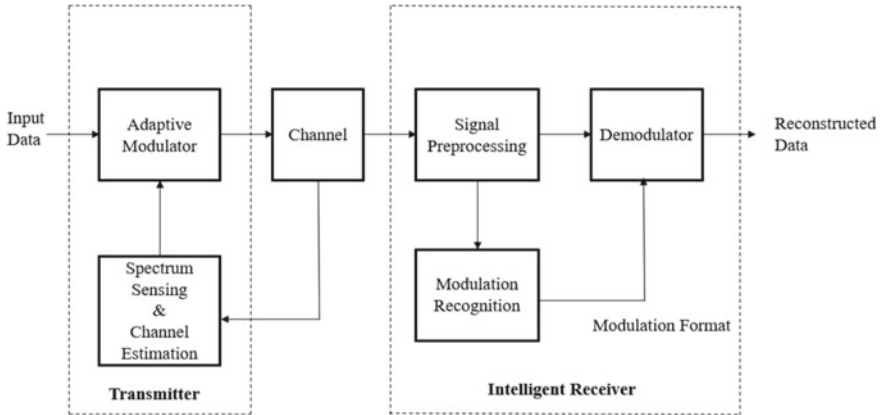 Input
Data
Adaptive
Modulator
Channel
Signal
Preprocessing
Demodulator
Reconstructed
Data
Spectrum
Sensing
&
Channel
Estimation
Modulation
Recognition
Modulation Format
Transmitter
Intelligent Receiver